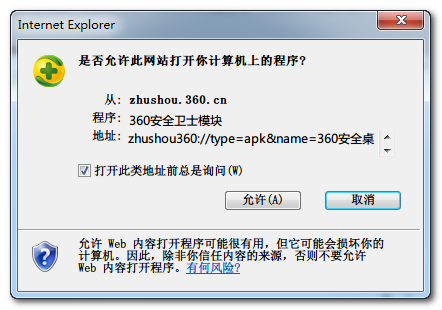 Internet Explorer
是否允许此网站打开你计算机上的程序?
从: zhushou.360.cn
程序: 360安全卫士模块
地址: zhushou360://type=apk&name=360安全桌
打开此类地址前总是询问(W)
允许(A) 取消
允许 Web 内容打开程序可能很有用，但它可能会损坏你的
计算机。因此，除非你信任内容的来源，否则不要允许
Web 内容打开程序。有何风险?